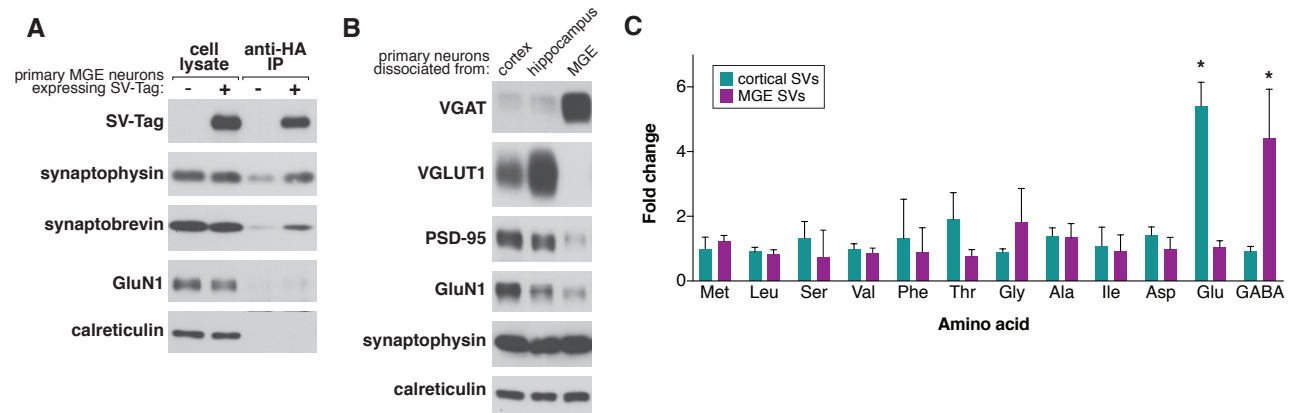 A
cell lysate
anti-HA IP
primary MGE neurons
expressing SV-Tag:
- + - +
SV-Tag
synaptophysin
synaptobrevin
GluN1
calreticulin
B
primary neurons
dissociated from:
cortex
hippocampus
MGE
VGAT
VGLUT1
PSD-95
GluN1
synaptophysin
calreticulin
C
cortical SVs
MGE SVs
* *
6
4
2
0
Fold change
Met Leu Ser Val Phe Thr Gly Ala Ile Asp Glu GABA
Amino acid